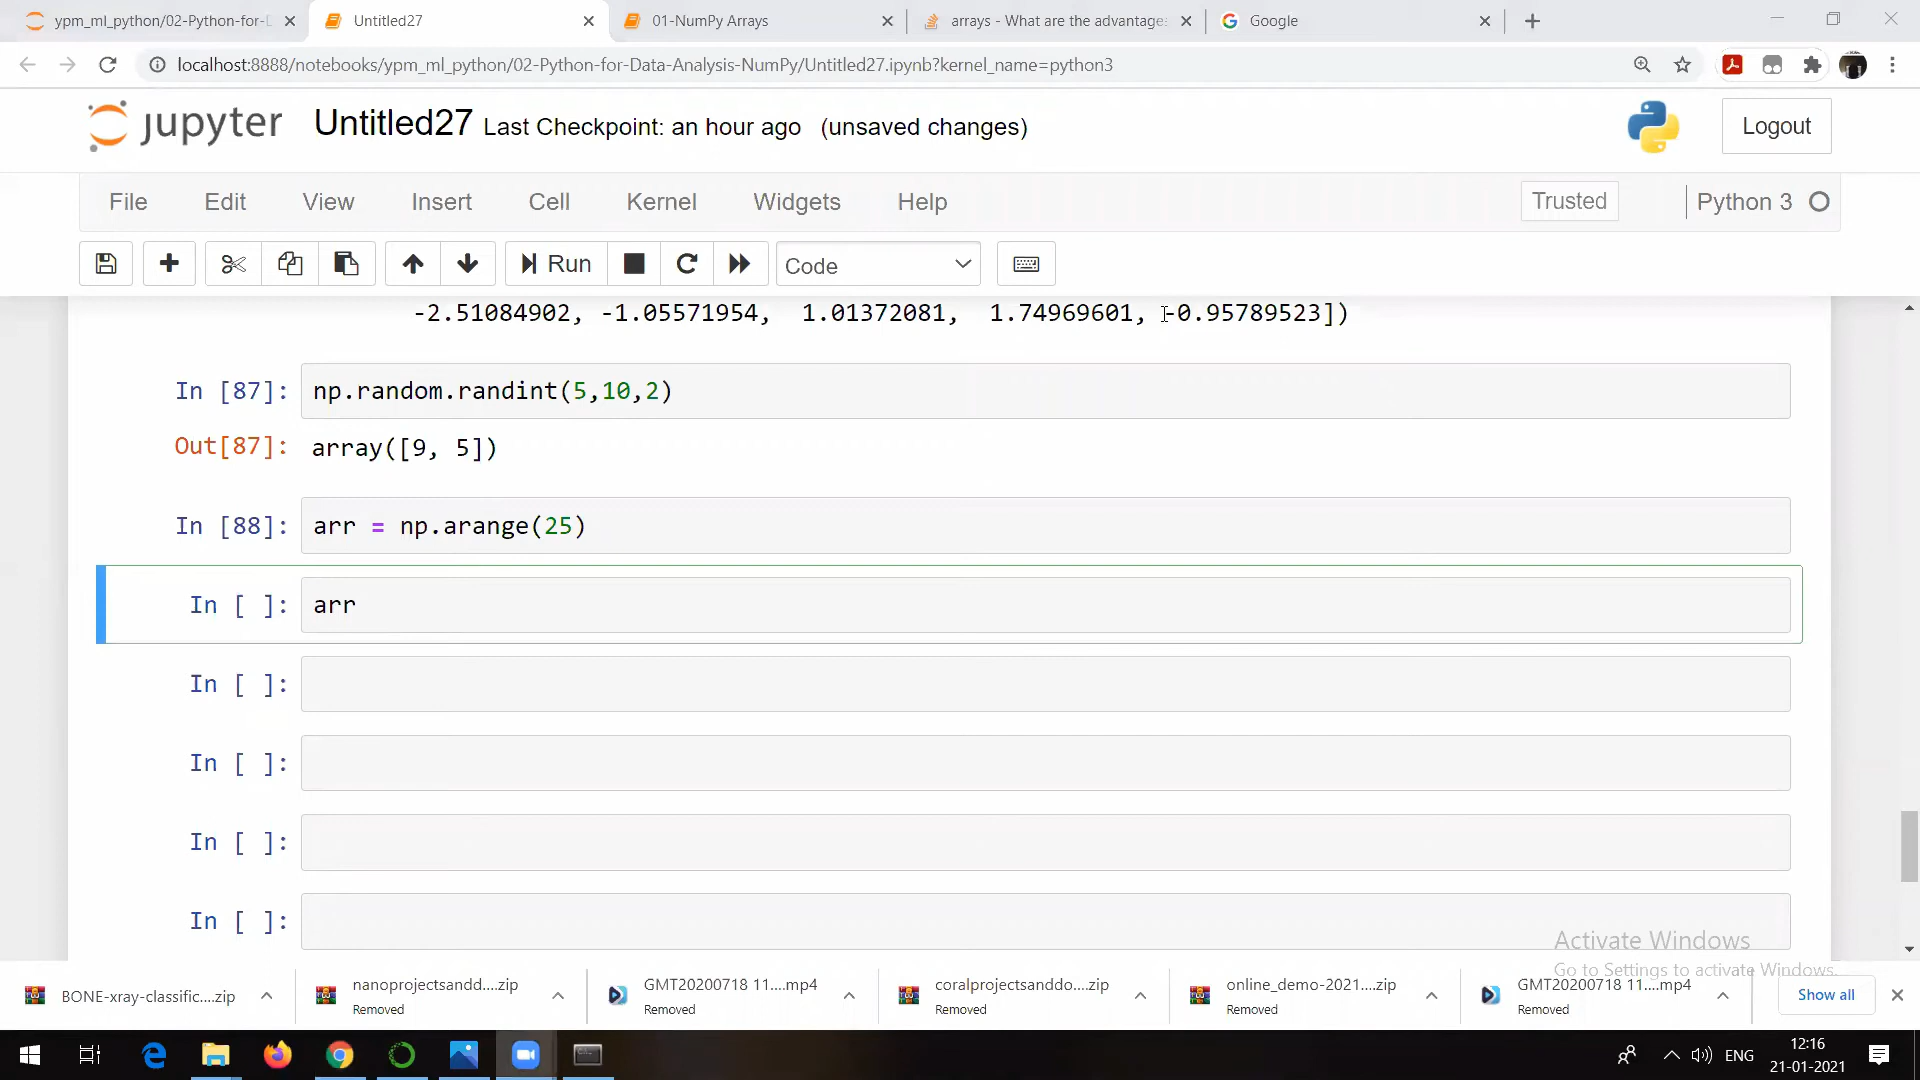 ypm_ml_python/02-Python-for-D
Untitled27
01-NumPy Arrays
arrays - What are the advantage
Google
localhost:8888/notebooks/ypm_ml_python/02-Python-for-Data-Analysis-NumPy/Untitled27.ipynb?kernel_name=python3
jupyter Untitled27 Last Checkpoint: an hour ago (unsaved changes)
Logout
File Edit View Insert Cell Kernel Widgets Help
Trusted Python 3
Run Code
-2.51084902, -1.05571954, 1.01372081, 1.74969601, -0.95789523])
In [87]: np.random.randint(5,10,2)
Out[87]: array([9, 5])
In [88]: arr = np.arange(25)
In [ ]: arr
In [ ]:
In [ ]:
In [ ]:
In [ ]:
Activate Windows
Go to Settings to activate Windows.
BONE-xray-classific....zip
nanoprojectsandd....zip
Removed
GMT20200718 11....mp4
Removed
coralprojectsanddo....zip
Removed
online_demo-2021....zip
Removed
GMT20200718 11....mp4
Removed
Show all
ENG
12:16
21-01-2021